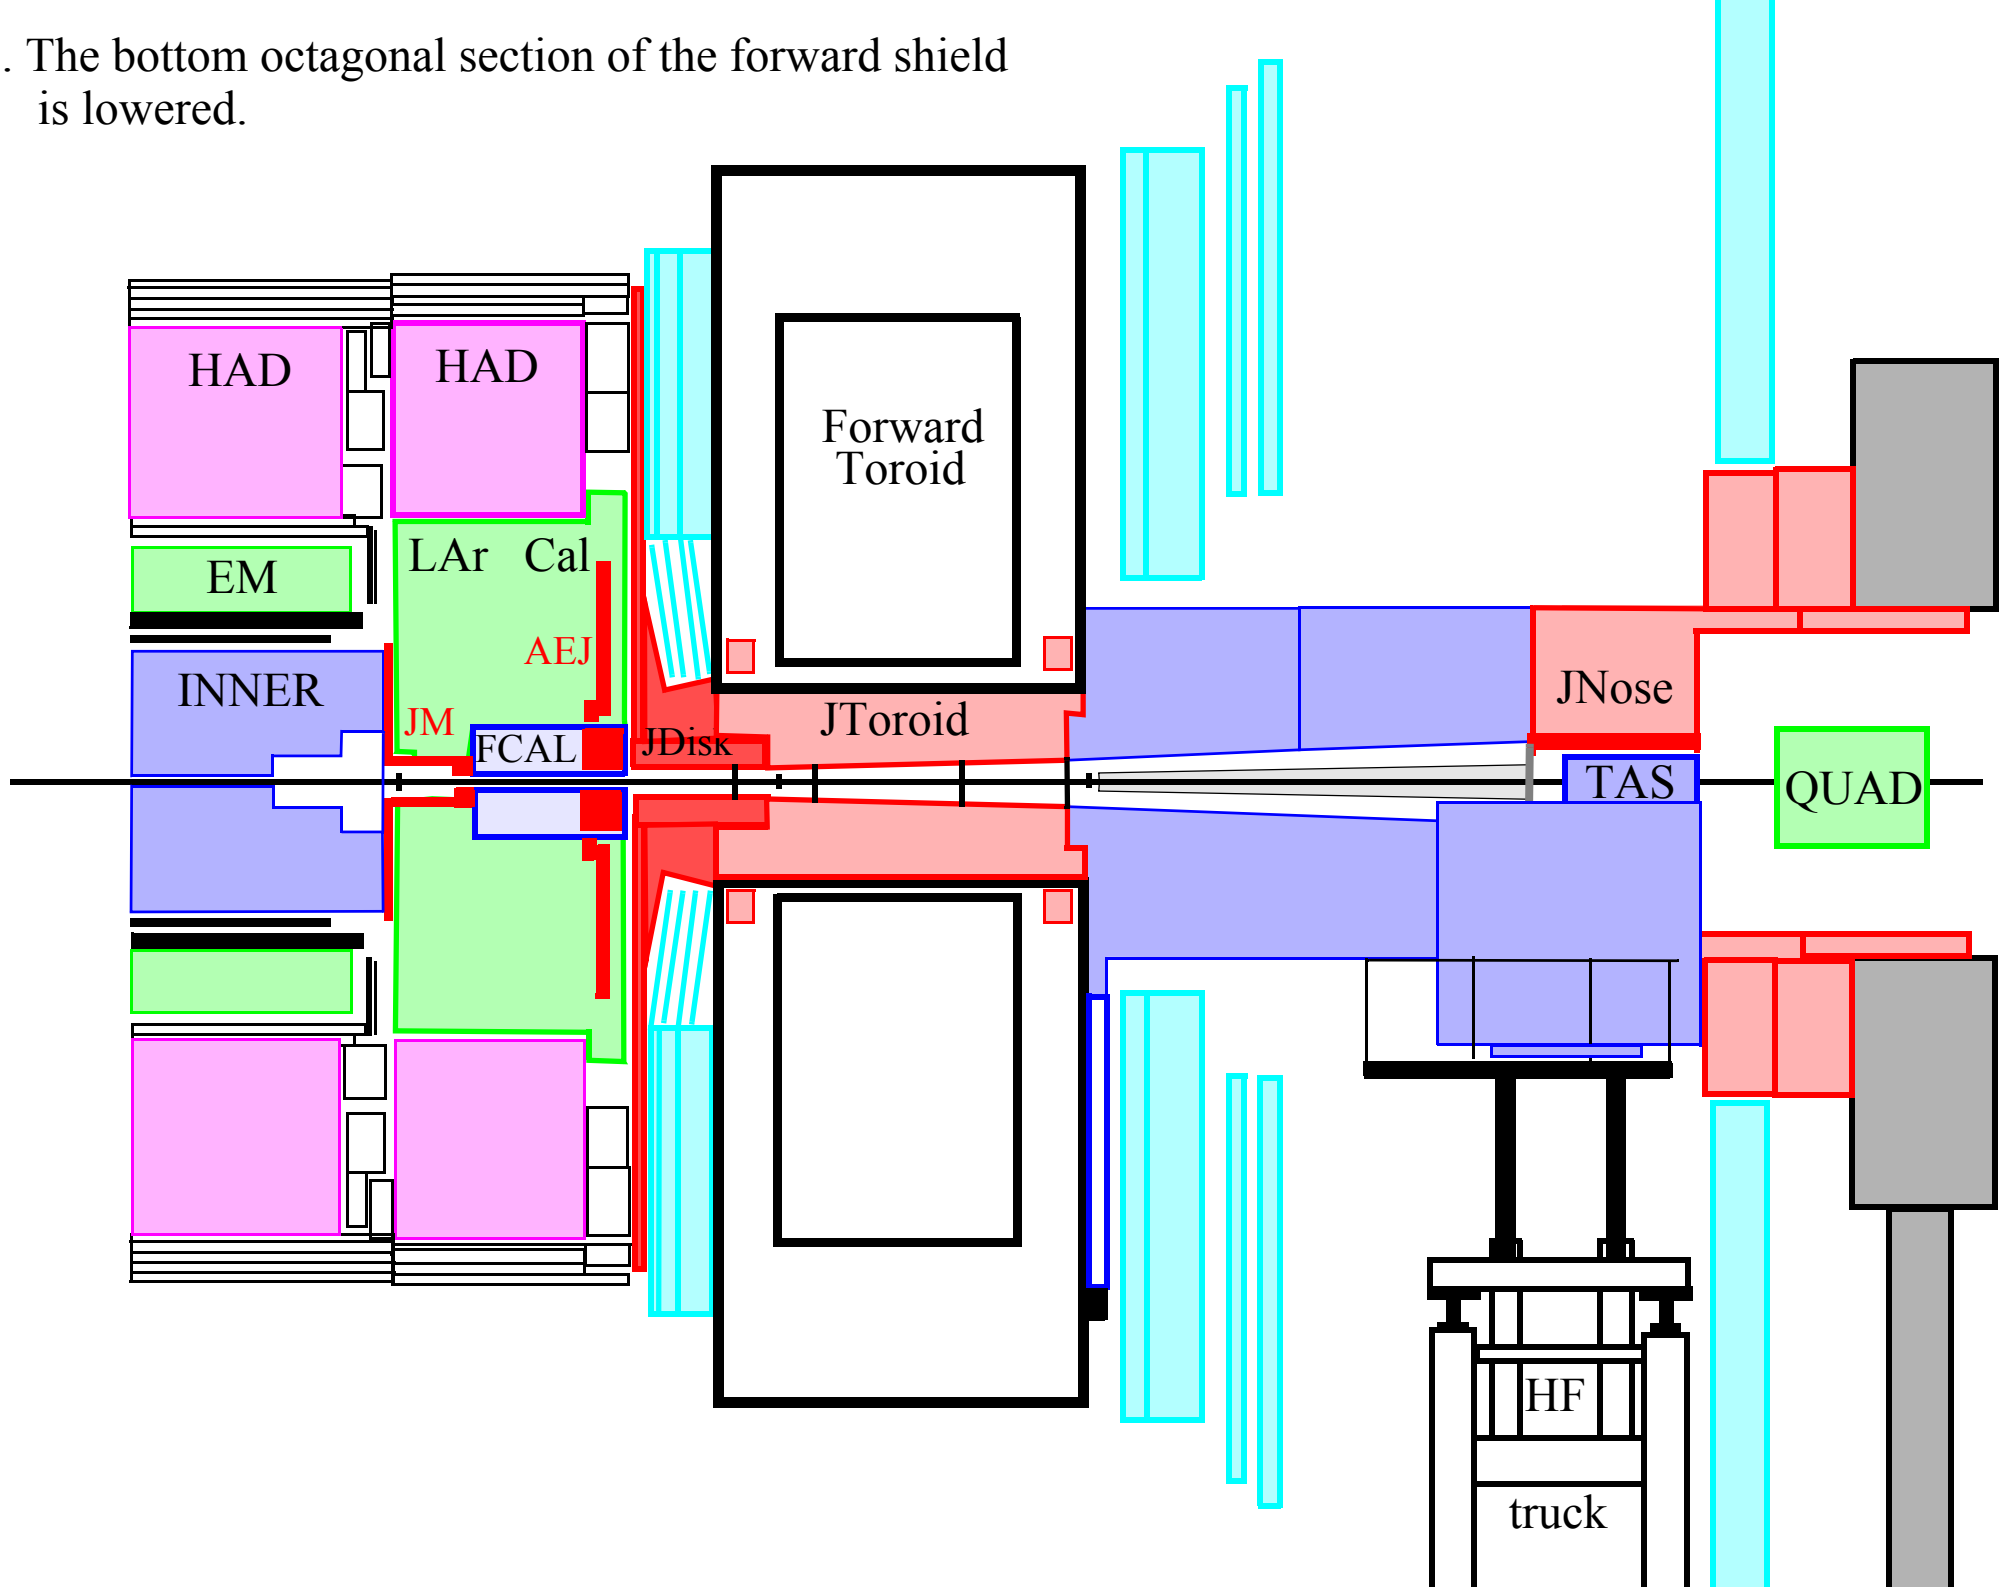 . The bottom octagonal section of the forward shield
is lowered.
HAD
HAD
Forward
Toroid
LAr Cal
EM
AEJ
INNER
JM
FCAL
JDisk
JToroid
JNose
TAS
QUAD
HF
truck